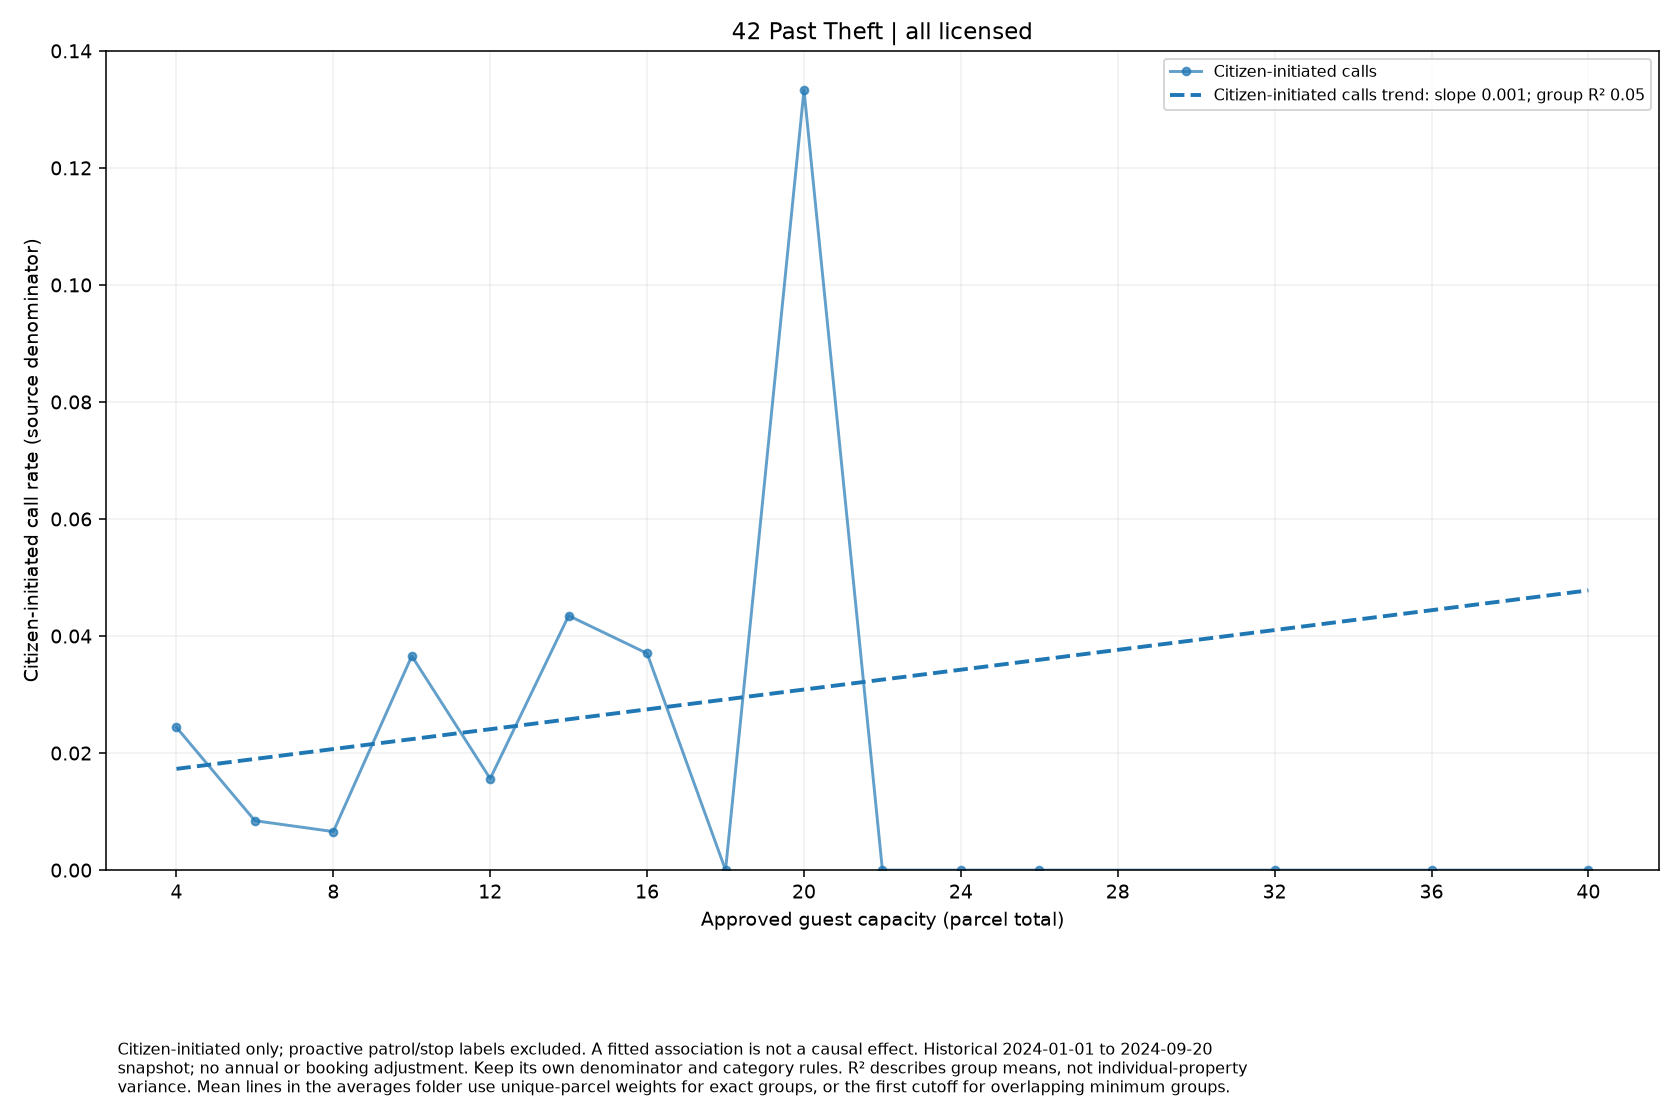 42 Past Theft | all licensed
Citizen-initiated calls
Citizen-initiated calls trend: slope 0.001; group R² 0.05
Citizen-initiated call rate (source denominator)
0.14
0.12
0.10
0.08
0.06
0.04
0.02
0.00
4 8 12 16 20 24 28 32 36 40
Approved guest capacity (parcel total)
Citizen-initiated only; proactive patrol/stop labels excluded. A fitted association is not a causal effect. Historical 2024-01-01 to 2024-09-20
snapshot; no annual or booking adjustment. Keep its own denominator and category rules. R² describes group means, not individual-property
variance. Mean lines in the averages folder use unique-parcel weights for exact groups, or the first cutoff for overlapping minimum groups.